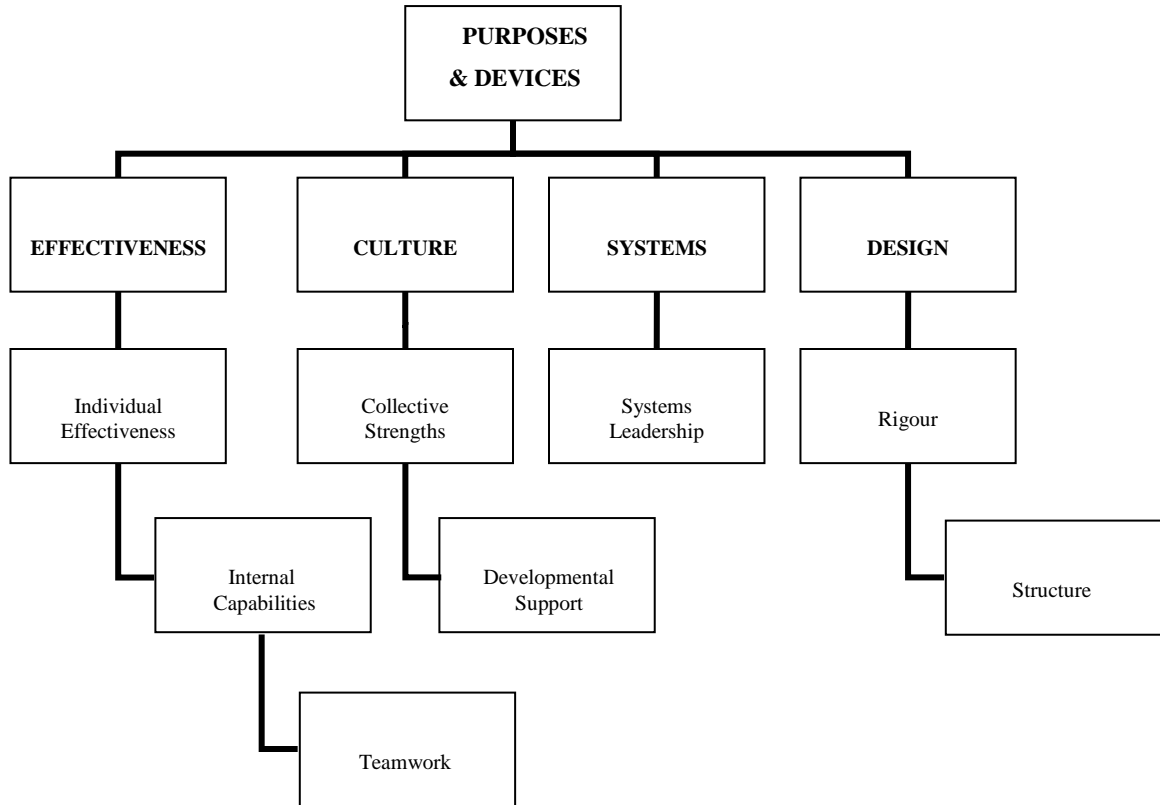 PURPOSES
& DEVICES
EFFECTIVENESS
CULTURE
SYSTEMS
DESIGN
Individual
Effectiveness
Collective
Strengths
Systems
Leadership
Rigour
Internal
Capabilities
Developmental
Support
Structure
Teamwork